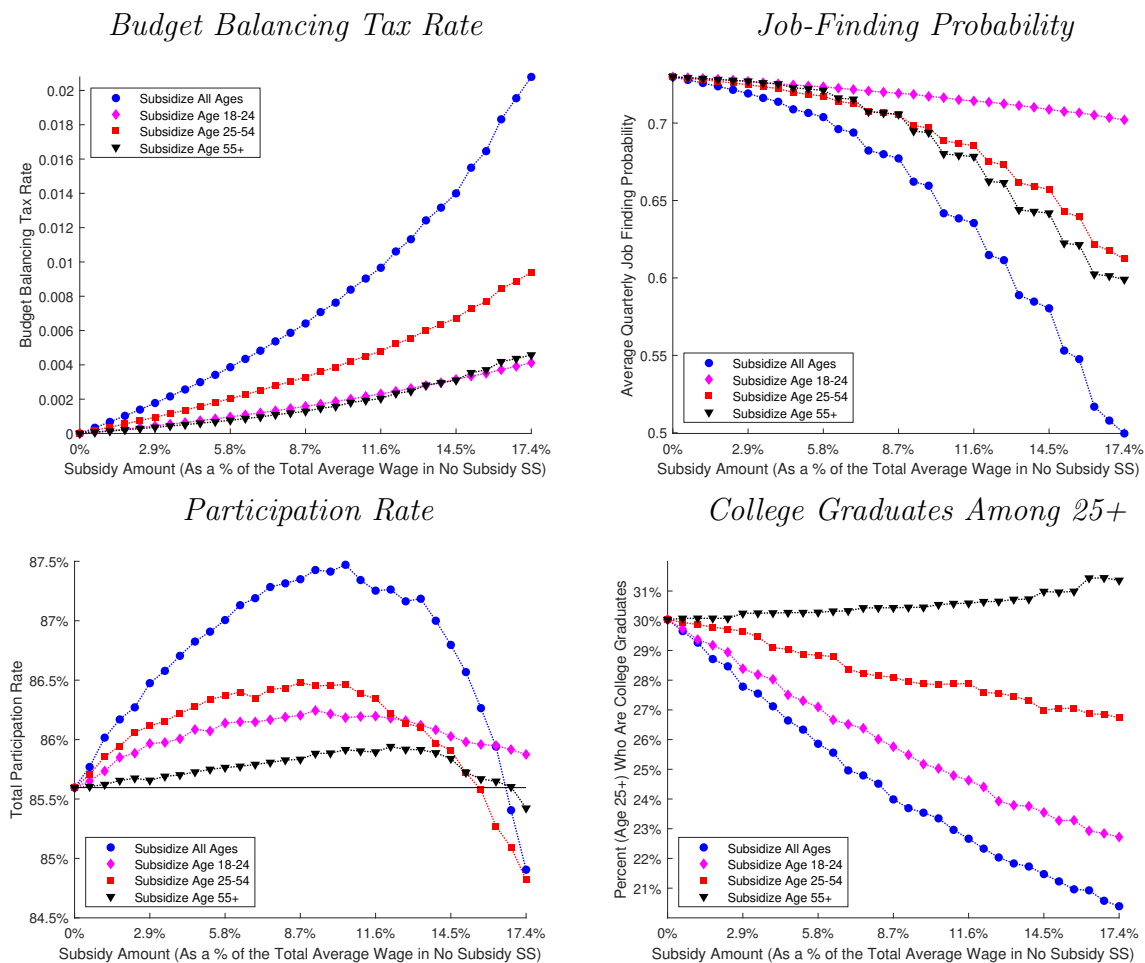 Budget Balancing Tax Rate
Budget Balancing Tax Rate
0.02
0.018
0.016
0.014
0.012
0.01
0.008
0.006
0.004
0.002
0
Subsidize All Ages
Subsidize Age 18-24
Subsidize Age 25-54
Subsidize Age 55+
0% 2.9% 5.8% 8.7% 11.6% 14.5% 17.4%
Subsidy Amount (As a % of the Total Average Wage in No Subsidy SS)
Job-Finding Probability
Average Quarterly Job Finding Probability
0.7
0.65
0.6
0.55
0.5
Subsidize All Ages
Subsidize Age 18-24
Subsidize Age 25-54
Subsidize Age 55+
0% 2.9% 5.8% 8.7% 11.6% 14.5% 17.4%
Subsidy Amount (As a % of the Total Average Wage in No Subsidy SS)
Participation Rate
Total Participation Rate
87.5%
87%
86.5%
86%
85.5%
85%
84.5%
Subsidize All Ages
Subsidize Age 18-24
Subsidize Age 25-54
Subsidize Age 55+
0% 2.9% 5.8% 8.7% 11.6% 14.5% 17.4%
Subsidy Amount (As a % of the Total Average Wage in No Subsidy SS)
College Graduates Among 25+
Percent (Age 25+) Who Are College Graduates
31%
30%
29%
28%
27%
26%
25%
24%
23%
22%
21%
Subsidize All Ages
Subsidize Age 18-24
Subsidize Age 25-54
Subsidize Age 55+
0% 2.9% 5.8% 8.7% 11.6% 14.5% 17.4%
Subsidy Amount (As a % of the Total Average Wage in No Subsidy SS)